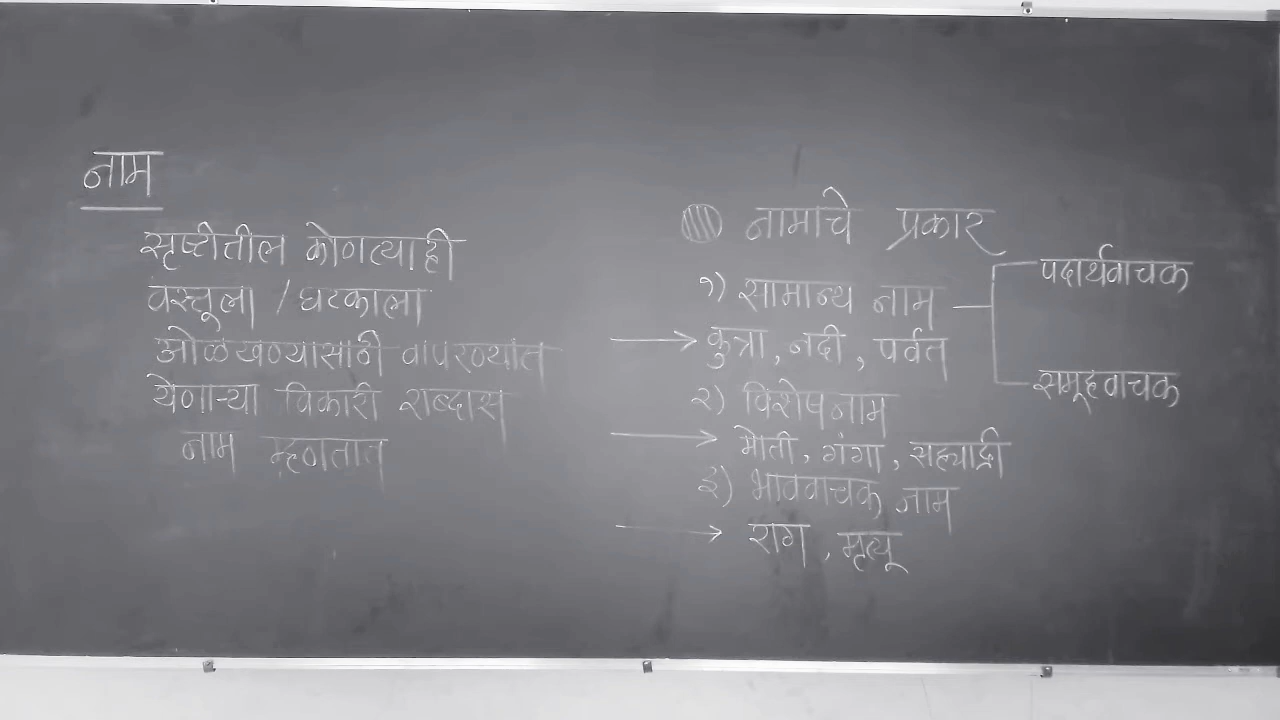 नाम
सृष्टीतील कोणत्याही
वस्तूला / घटकाला
ओळखण्यासाठी वापरण्यात
येणाऱ्या विकारी शब्दास
नाम म्हणतात
नामाचे प्रकार
१) सामान्य नाम
पदार्थवाचक
समूहवाचक
→ कुत्रा, नदी, पर्वत
२) विशेषनाम
→ मोती, गंगा, सह्याद्री
३) भाववाचक नाम
→ राग, मृत्यू